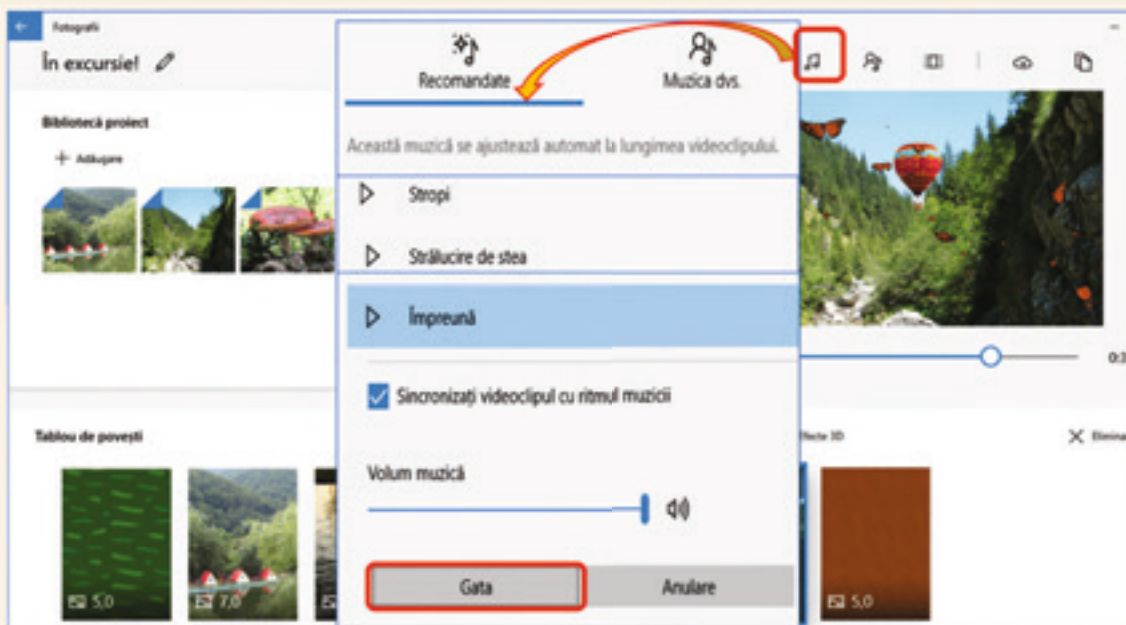 Fotografii
În excursie!
Bibliotecă proiect
+ Adăugare
Recomandate
Muzica dvs.
Această muzică se ajustează automat la lungimea videoclipului.
Stropi
Strălucire de stea
Împreună
Sincronizați videoclipul cu ritmul muzicii
Volum muzică
Gata
Anulare
0:3
Tablou de povești
5,0
7,0
3D
5,0